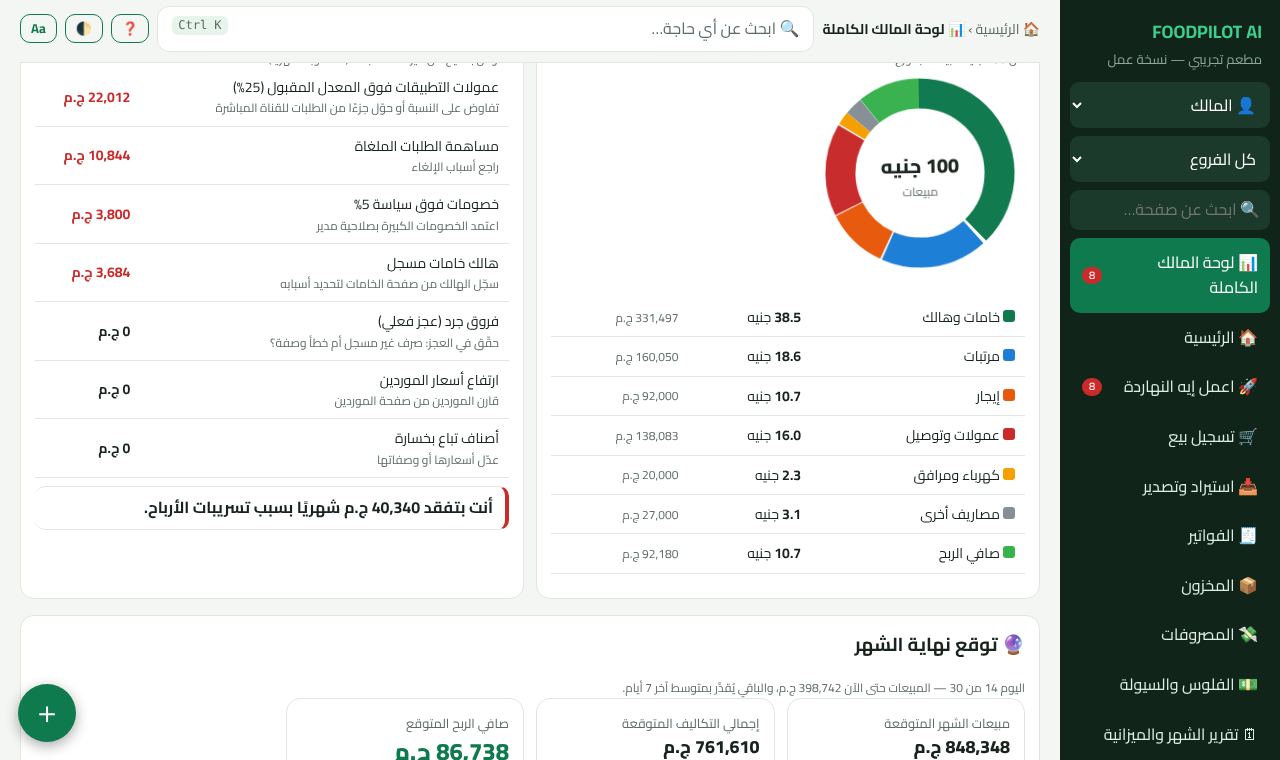 FOODPILOT AI
مطعم تجريبي — نسخة عمل
👤 المالك
كل الفروع
🔍 ابحث عن صفحة...
📊 لوحة المالك الكاملة
8
🏠 الرئيسية
🚀 اعمل إيه النهاردة
8
🛒 تسجيل بيع
📥 استيراد وتصدير
🧾 الفواتير
📦 المخزون
💸 المصروفات
💵 الفلوس والسيولة
🗓 تقرير الشهر والميزانية
🏠 الرئيسية › 📊 لوحة المالك الكاملة
🔍 ابحث عن أي حاجة...
Ctrl K
❓
🌓
Aa
100 جنيه
مبيعات
خامات وهالك 38.5 جنيه 331,497 ج.م
مرتبات 18.6 جنيه 160,050 ج.م
إيجار 10.7 جنيه 92,000 ج.م
عمولات وتوصيل 16.0 جنيه 138,083 ج.م
كهرباء ومرافق 2.3 جنيه 20,000 ج.م
مصاريف أخرى 3.1 جنيه 27,000 ج.م
صافي الربح 10.7 جنيه 92,180 ج.م
عمولات التطبيقات فوق المعدل المقبول (25%) 22,012 ج.م
تفاوض على النسبة أو حوّل جزءًا من الطلبات للقناة المباشرة
مساهمة الطلبات الملغاة 10,844 ج.م
راجع أسباب الإلغاء
خصومات فوق سياسة 5% 3,800 ج.م
اعتمد الخصومات الكبيرة بصلاحية مدير
هالك خامات مسجل 3,684 ج.م
سجّل الهالك من صفحة الخامات لتحديد أسبابه
فروق جرد (عجز فعلي) 0 ج.م
حقّق في العجز: صرف غير مسجل أم خطأ وصفة؟
ارتفاع أسعار الموردين 0 ج.م
قارن الموردين من صفحة الموردين
أصناف تباع بخسارة 0 ج.م
عدّل أسعارها أو وصفاتها
أنت بتفقد 40,340 ج.م شهريًا بسبب تسريبات الأرباح.
🔮 توقع نهاية الشهر
اليوم 14 من 30 — المبيعات حتى الآن 398,742 ج.م، والباقي يُقدَّر بمتوسط آخر 7 أيام.
مبيعات الشهر المتوقعة
848,348 ج.م
إجمالي التكاليف المتوقعة
761,610 ج.م
صافي الربح المتوقع
86,738 ج.م
+